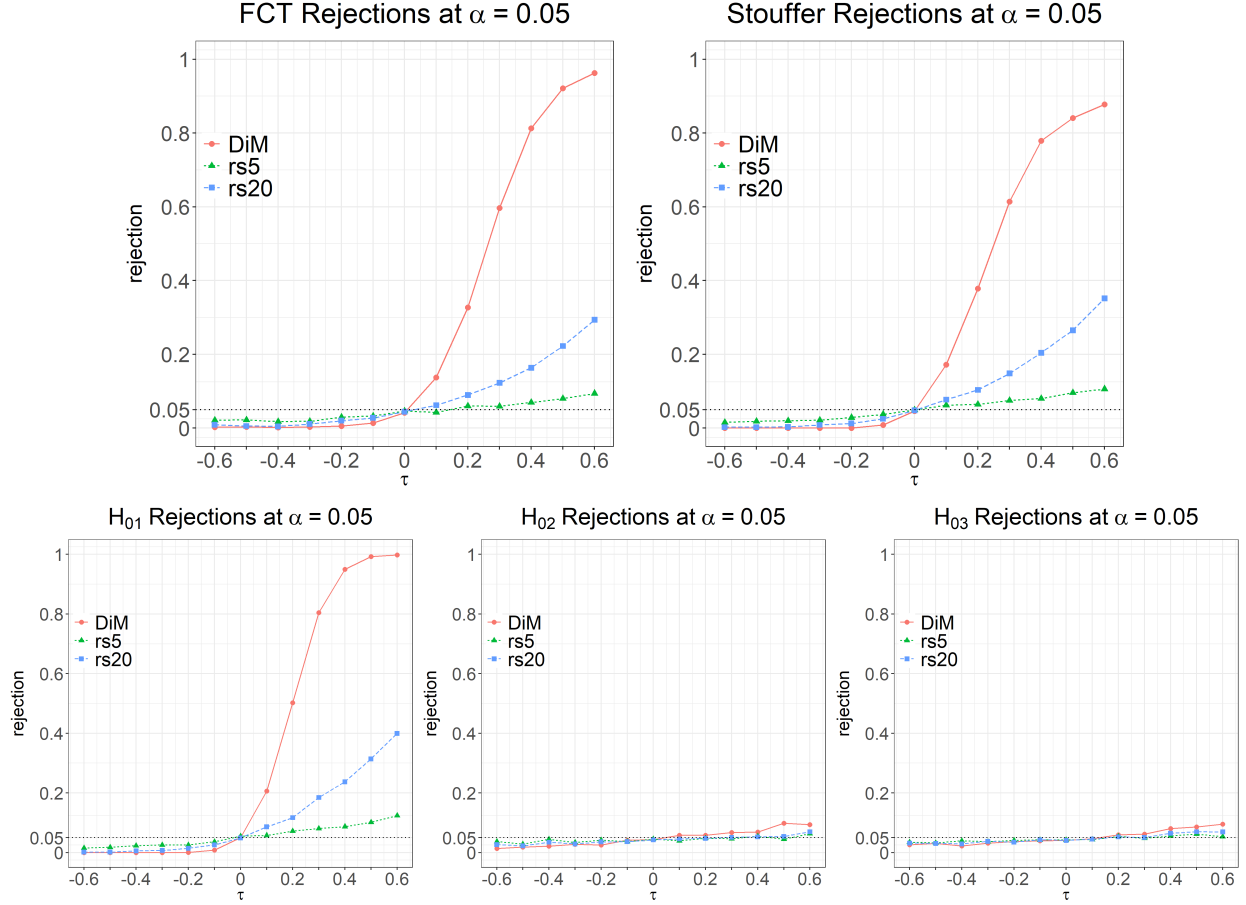 FCT Rejections at α = 0.05
1
0.8
0.6
0.4
0.2
0.05
0
rejection
DiM
rs5
rs20
-0.6 -0.4 -0.2 0 0.2 0.4 0.6
τ
Stouffer Rejections at α = 0.05
1
0.8
0.6
0.4
0.2
0.05
0
rejection
DiM
rs5
rs20
-0.6 -0.4 -0.2 0 0.2 0.4 0.6
τ
H₀₁ Rejections at α = 0.05
1
0.8
0.6
0.4
0.2
0.05
0
rejection
DiM
rs5
rs20
-0.6 -0.4 -0.2 0 0.2 0.4 0.6
τ
H₀₂ Rejections at α = 0.05
1
0.8
0.6
0.4
0.2
0.05
0
rejection
DiM
rs5
rs20
-0.6 -0.4 -0.2 0 0.2 0.4 0.6
τ
H₀₃ Rejections at α = 0.05
1
0.8
0.6
0.4
0.2
0.05
0
rejection
DiM
rs5
rs20
-0.6 -0.4 -0.2 0 0.2 0.4 0.6
τ